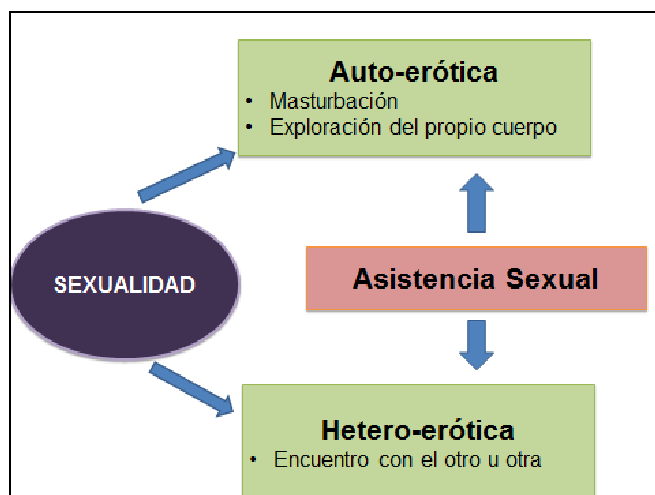 Auto-erótica
• Masturbación
• Exploración del propio cuerpo
SEXUALIDAD
Asistencia Sexual
Hetero-erótica
• Encuentro con el otro u otra